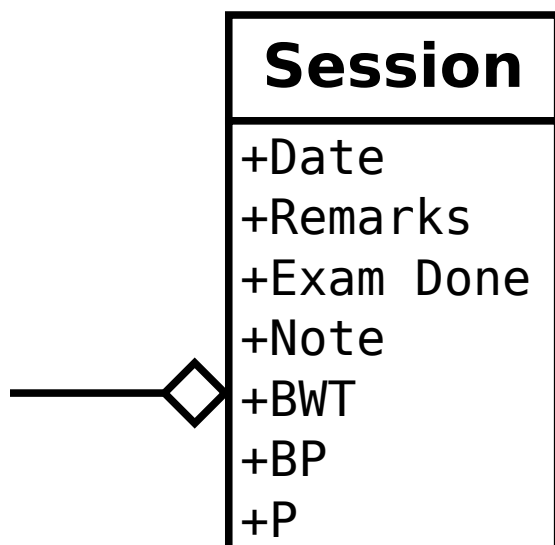 Session
+Date
+Remarks
+Exam Done
+Note
+BWT
+BP
+P